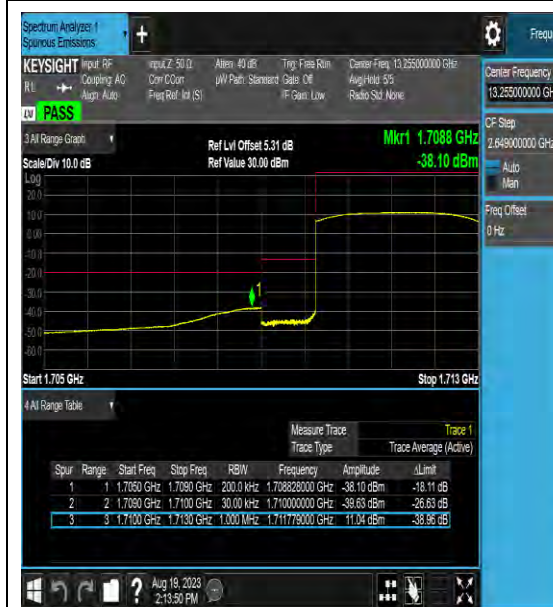 Spectrum Analyzer 1
Spurious Emissions
+
Frequ
KEYSIGHT Input: RF Input Z: 50 Ω Atten: 40 dB Trig: Free Run Center Freq: 13.255000000 GHz
Coupling: AC Corr CCorr µW Path: Standard Gate: Off Avg|Hold: 5/5
Align: Auto Freq Ref: Int (S) IF Gain: Low Radio Std: None
PASS
Center Frequency
13.255000000 GH
CF Step
2.649000000 GHz
Auto
Man
Freq Offset
0 Hz
3 All Range Graph
Ref Lvl Offset 5.31 dB
Mkr1 1.7088 GHz
Scale/Div 10.0 dB
Ref Value 30.00 dBm
-38.10 dBm
Log
20.0
10.0
0.00
-10.0
-20.0
-30.0
-40.0
-50.0
-60.0
1
Start 1.705 GHz
Stop 1.713 GHz
4 All Range Table
Measure Trace Trace 1
Trace Type Trace Average (Active)
Spur Range Start Freq Stop Freq RBW Frequency Amplitude ΔLimit
1 1 1.7050 GHz 1.7090 GHz 200.0 kHz 1.708828000 GHz -38.10 dBm -18.11 dB
2 2 1.7090 GHz 1.7100 GHz 30.00 kHz 1.710000000 GHz -39.63 dBm -26.63 dB
3 3 1.7100 GHz 1.7130 GHz 1.000 MHz 1.711779000 GHz 11.04 dBm -38.96 dB
? Aug 19, 2023
2:13:50 PM